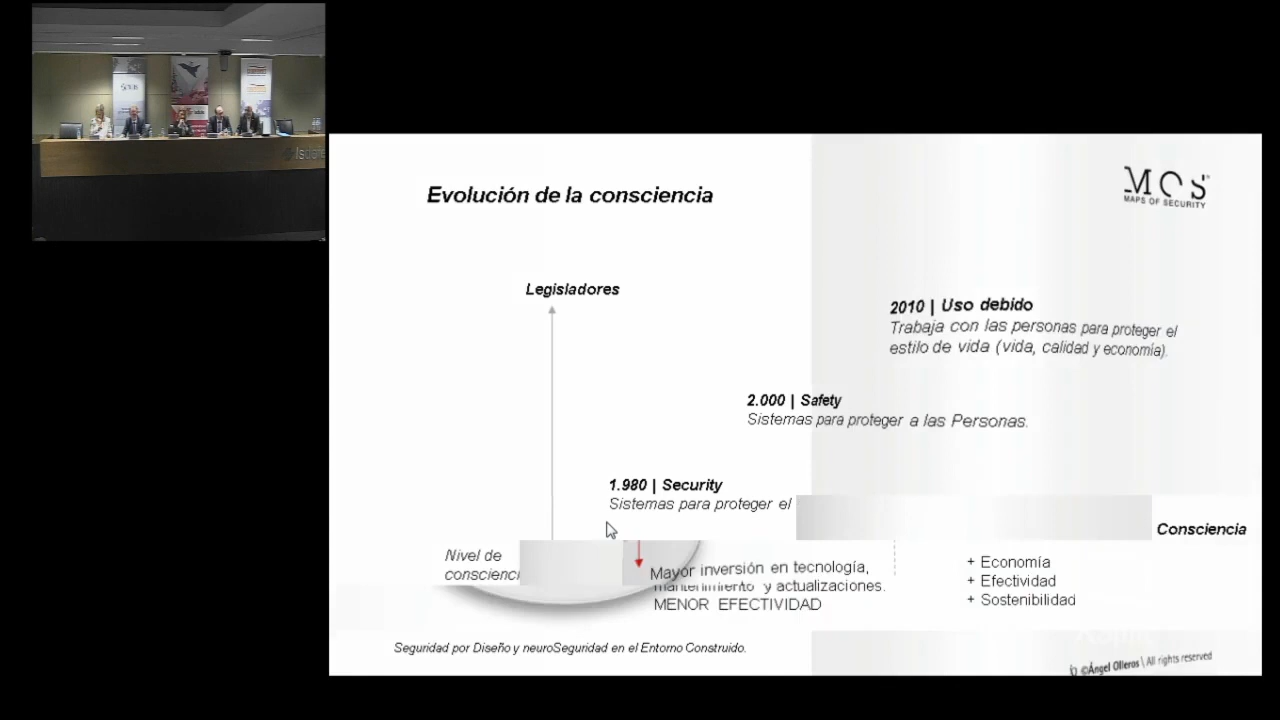 Evolución de la consciencia
MOS
MAPS OF SECURITY
Legisladores
2010 | Uso debido
Trabaja con las personas para proteger el
estilo de vida (vida, calidad y economía).
2.000 | Safety
Sistemas para proteger a las Personas.
1.980 | Security
Sistemas para proteger el
Consciencia
Nivel de
conscienci
Mayor inversión en tecnología,
mantenimiento y actualizaciones.
MENOR EFECTIVIDAD
+ Economía
+ Efectividad
+ Sostenibilidad
Seguridad por Diseño y neuroSeguridad en el Entorno Construido.
©Ángel Olleros \ All rights reserved